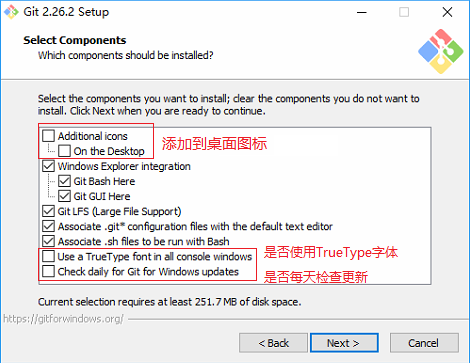 Git 2.26.2 Setup
Select Components
Which components should be installed?
Select the components you want to install; clear the components you do not want to
install. Click Next when you are ready to continue.
Additional icons
On the Desktop
添加到桌面图标
Windows Explorer integration
Git Bash Here
Git GUI Here
Git LFS (Large File Support)
Associate .git* configuration files with the default text editor
Associate .sh files to be run with Bash
Use a TrueType font in all console windows
是否使用TrueType字体
Check daily for Git for Windows updates
是否每天检查更新
Current selection requires at least 251.7 MB of disk space.
https://gitforwindows.org/
< Back
Next >
Cancel